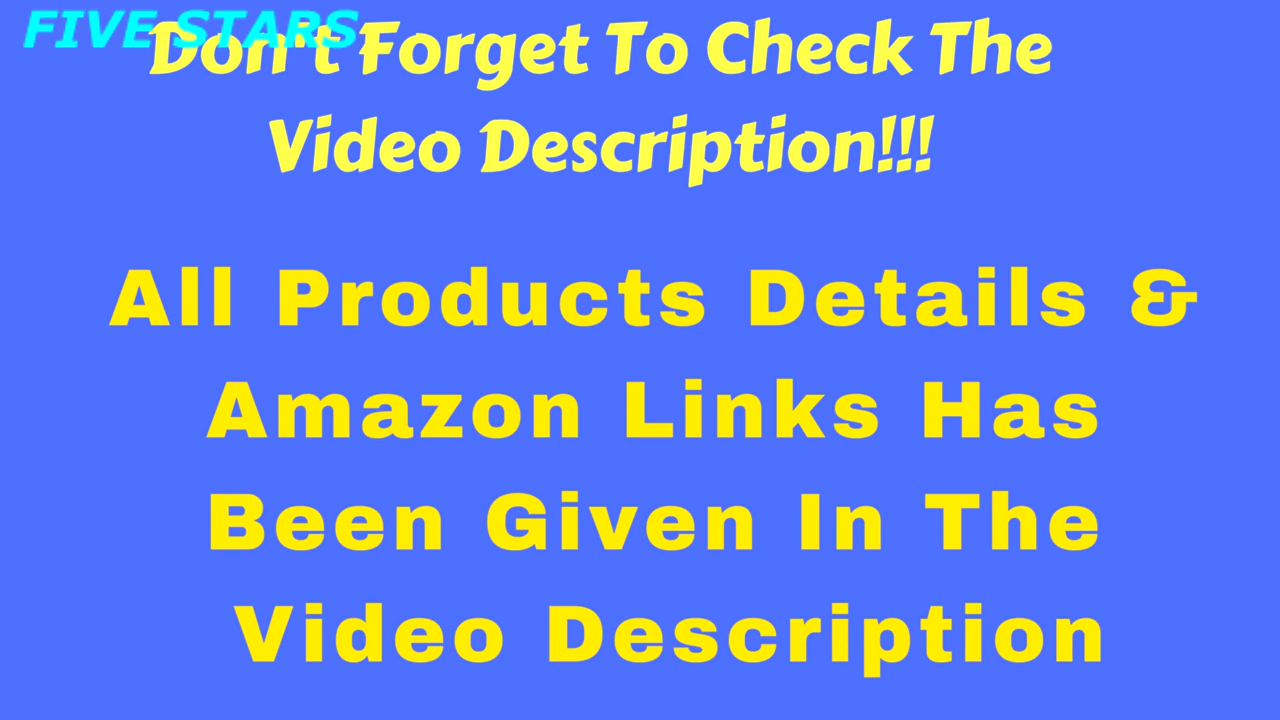 FIVE STARS
Don't Forget To Check The
Video Description!!!
All Products Details &
Amazon Links Has
Been Given In The
Video Description